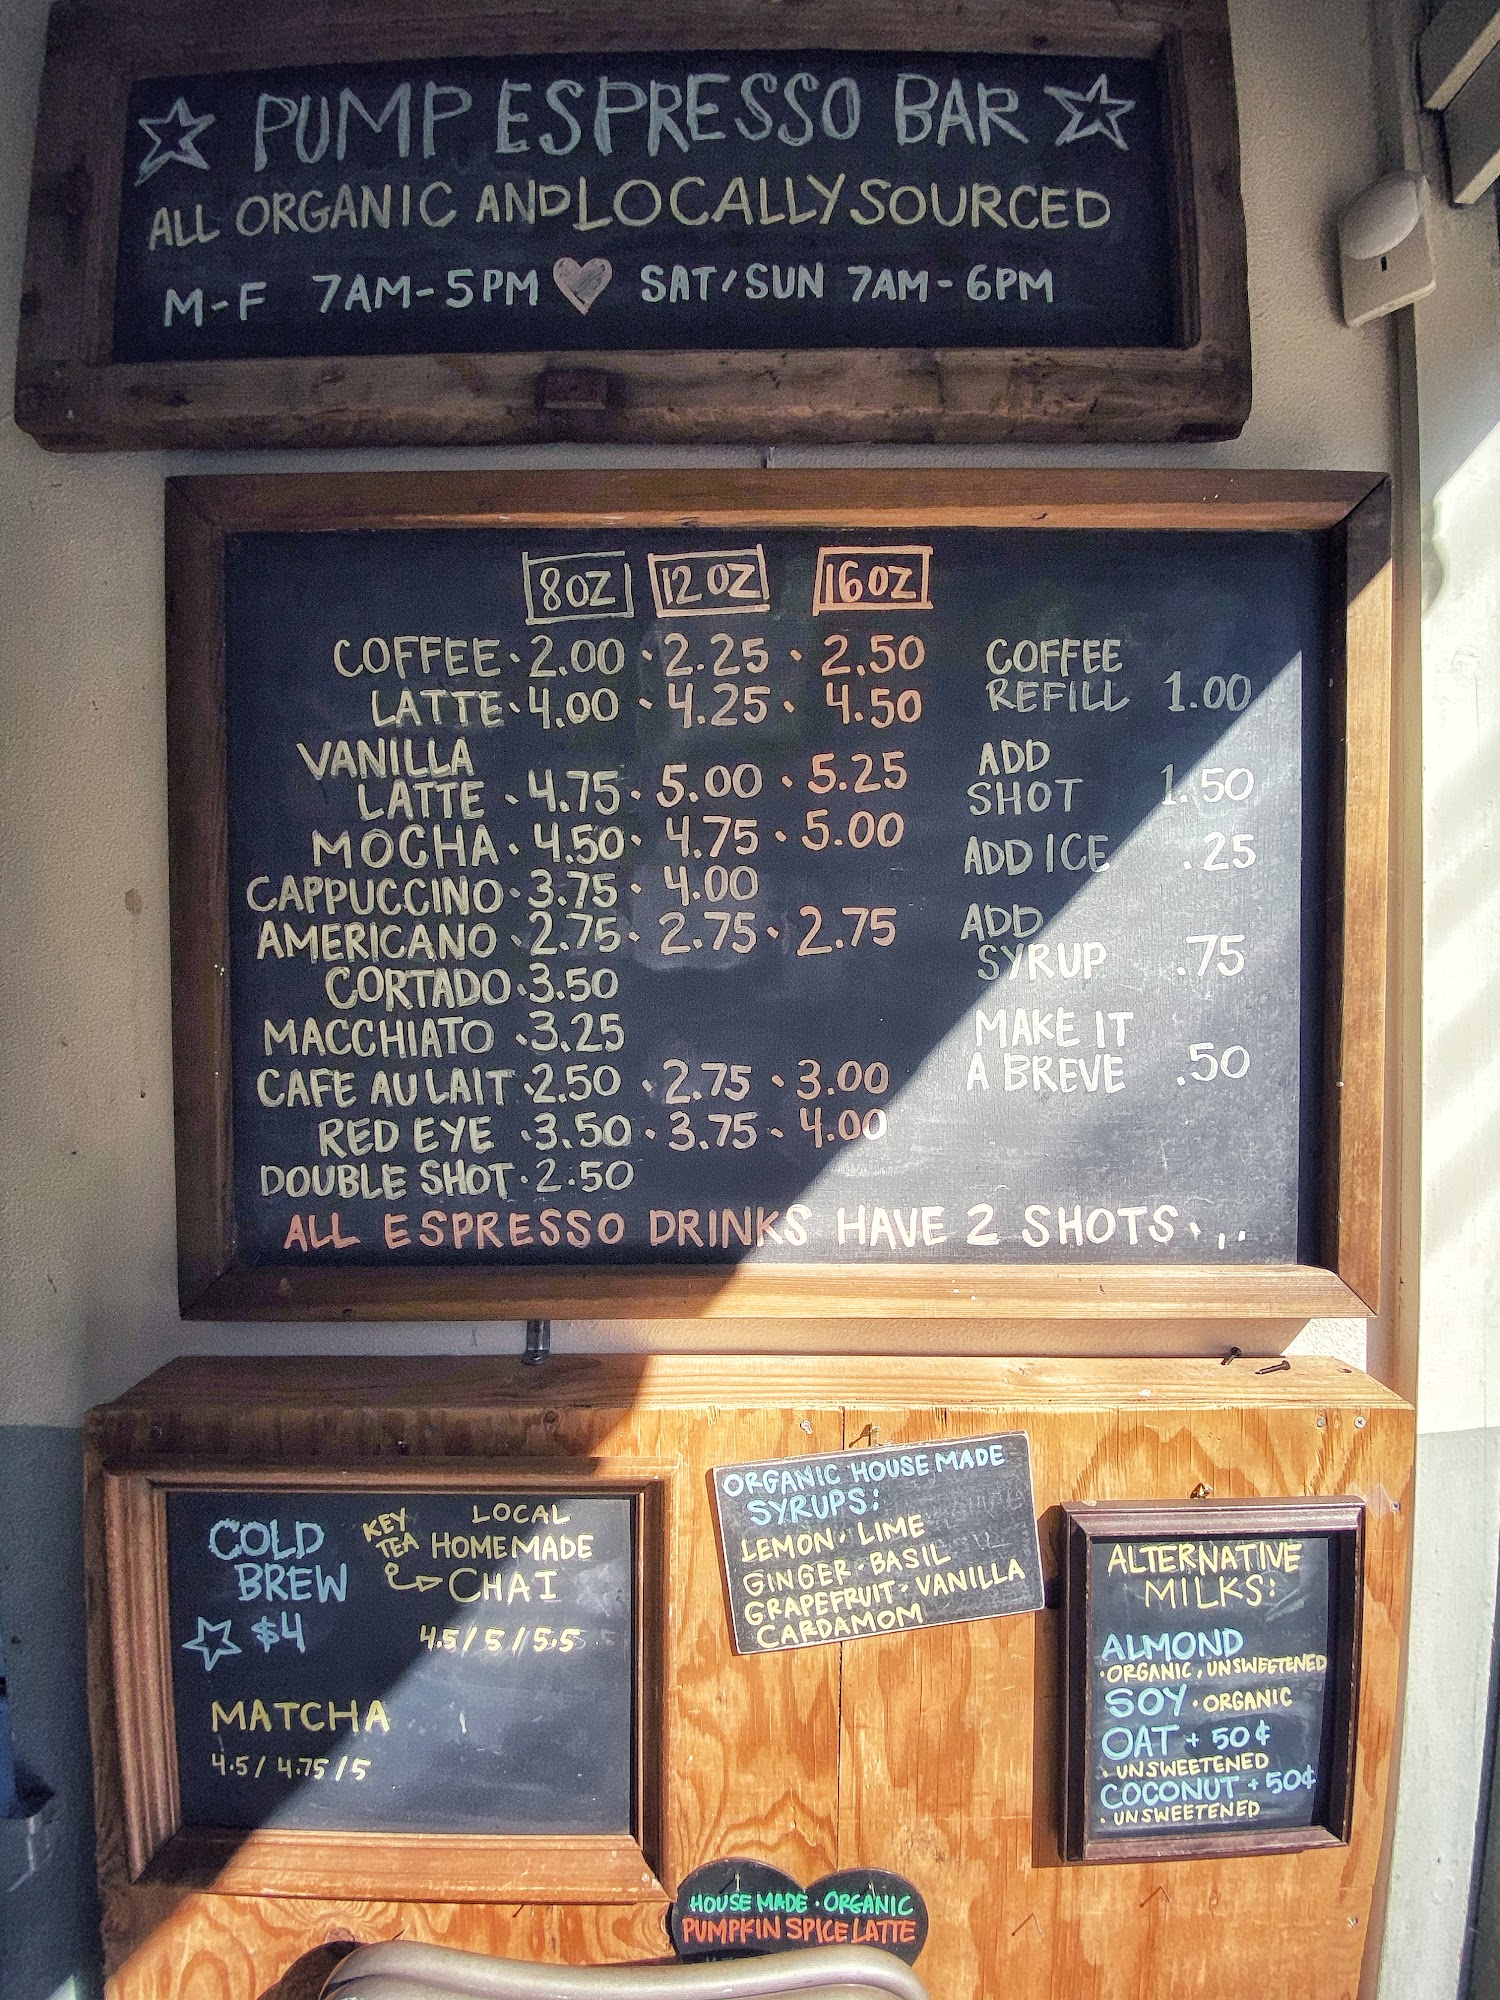 PUMP ESPRESSO BAR
ALL ORGANIC AND LOCALLY SOURCED
M-F 7AM-5PM SAT/SUN 7AM-6PM
8OZ 12OZ 16OZ
COFFEE · 2.00 · 2.25 · 2.50
LATTE · 4.00 · 4.25 · 4.50
VANILLA
LATTE · 4.75 · 5.00 · 5.25
MOCHA · 4.50 · 4.75 · 5.00
CAPPUCCINO · 3.75 · 4.00
AMERICANO · 2.75 · 2.75 · 2.75
CORTADO · 3.50
MACCHIATO · 3.25
CAFE AU LAIT · 2.50 · 2.75 · 3.00
RED EYE · 3.50 · 3.75 · 4.00
DOUBLE SHOT · 2.50
COFFEE
REFILL 1.00
ADD
SHOT 1.50
ADD ICE .25
ADD
SYRUP .75
MAKE IT
A BREVE .50
ALL ESPRESSO DRINKS HAVE 2 SHOTS...
COLD
BREW
$4
KEY
TEA
LOCAL
HOMEMADE
CHAI
4.5/5/5.5
MATCHA
4.5/4.75/5
ORGANIC HOUSE MADE
SYRUPS:
LEMON · LIME
GINGER · BASIL
GRAPEFRUIT · VANILLA
CARDAMOM
ALTERNATIVE
MILKS:
ALMOND
· ORGANIC, UNSWEETENED
SOY · ORGANIC
OAT + 50¢
· UNSWEETENED
COCONUT + 50¢
· UNSWEETENED
HOUSE MADE · ORGANIC
PUMPKIN SPICE LATTE